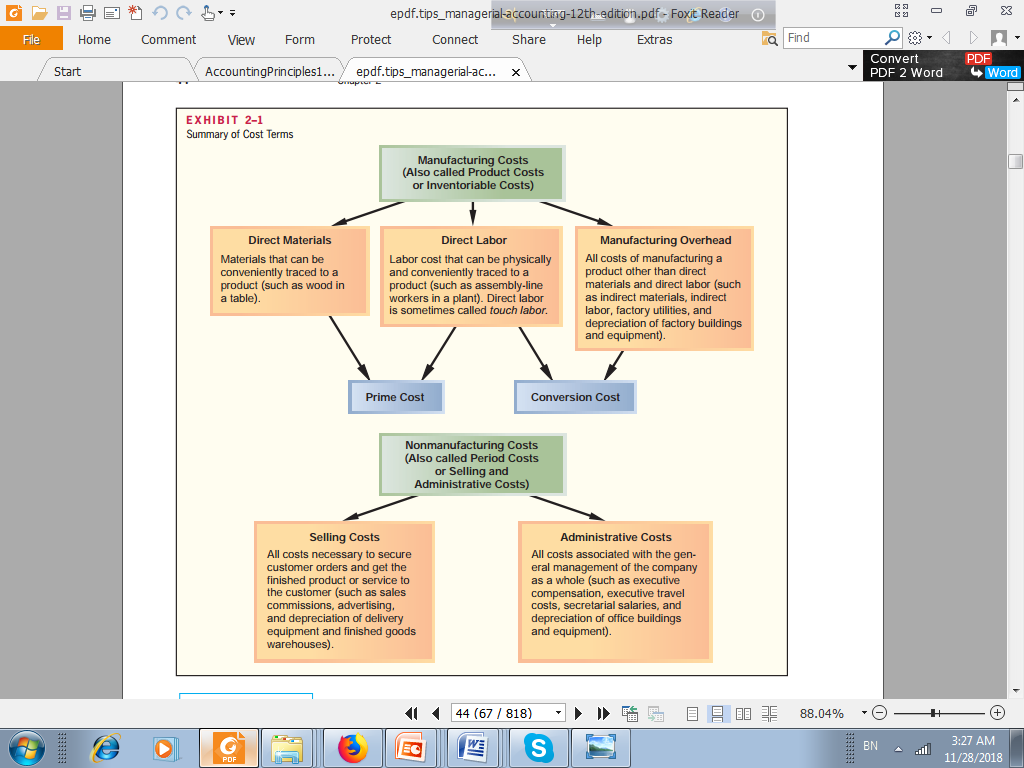 epdf.tips_managerial-accounting-12th-edition.pdf - Foxit Reader
File Home Comment View Form Protect Connect Share Help Extras
Find
Start
AccountingPrinciples1...
epdf.tips_managerial-ac...
Convert
PDF 2 Word
PDF
Word
EXHIBIT 2–1
Summary of Cost Terms
Manufacturing Costs
(Also called Product Costs
or Inventoriable Costs)
Direct Materials
Materials that can be
conveniently traced to a
product (such as wood in
a table).
Direct Labor
Labor cost that can be physically
and conveniently traced to a
product (such as assembly-line
workers in a plant). Direct labor
is sometimes called touch labor.
Manufacturing Overhead
All costs of manufacturing a
product other than direct
materials and direct labor (such
as indirect materials, indirect
labor, factory utilities, and
depreciation of factory buildings
and equipment).
Prime Cost
Conversion Cost
Nonmanufacturing Costs
(Also called Period Costs
or Selling and
Administrative Costs)
Selling Costs
All costs necessary to secure
customer orders and get the
finished product or service to
the customer (such as sales
commissions, advertising,
and depreciation of delivery
equipment and finished goods
warehouses).
Administrative Costs
All costs associated with the gen-
eral management of the company
as a whole (such as executive
compensation, executive travel
costs, secretarial salaries, and
depreciation of office buildings
and equipment).
44 (67 / 818)
88.04%
PDF
BN
3:27 AM
11/28/2018